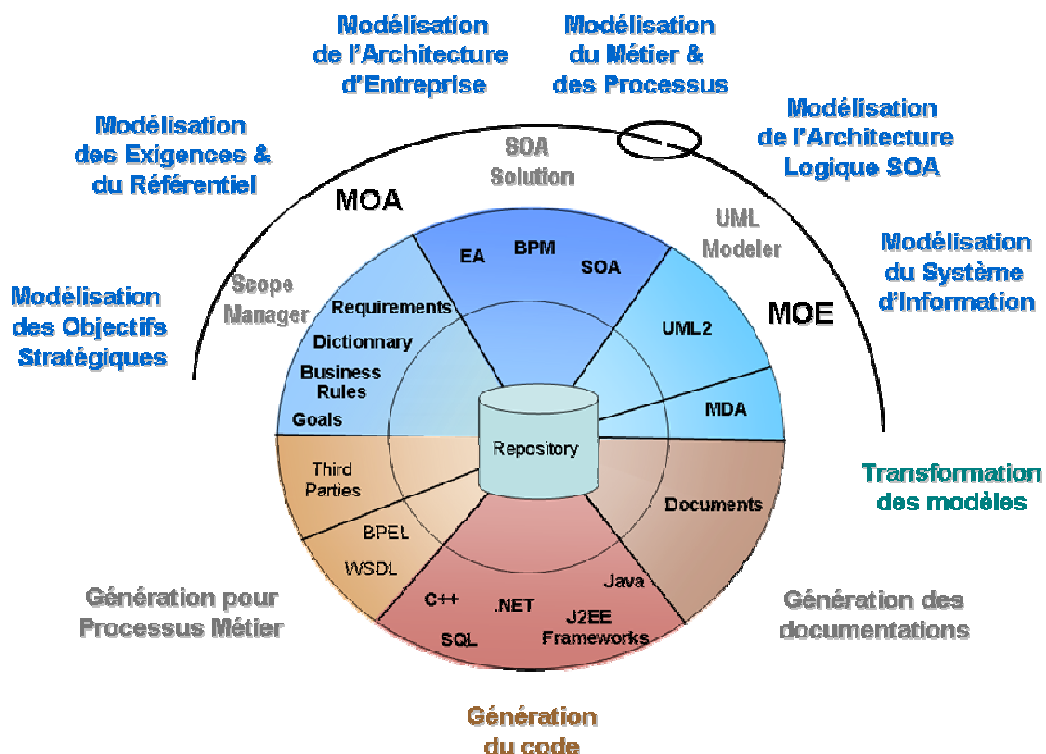 Modélisation
de l'Architecture
d'Entreprise
Modélisation
du Métier &
des Processus
Modélisation
des Exigences &
du Référentiel
Modélisation
de l'Architecture
Logique SOA
MOA
SOA
Solution
UML
Modeler
Modélisation
du Système
d'Information
Modélisation
des Objectifs
Stratégiques
Scope
Manager
MOE
EA
BPM
SOA
Requirements
Dictionnary
Business
Rules
Goals
UML2
MDA
Repository
Third
Parties
BPEL
WSDL
Documents
Transformation
des modèles
C++
.NET
Java
SQL
J2EE
Frameworks
Génération pour
Processus Métier
Génération des
documentations
Génération
du code